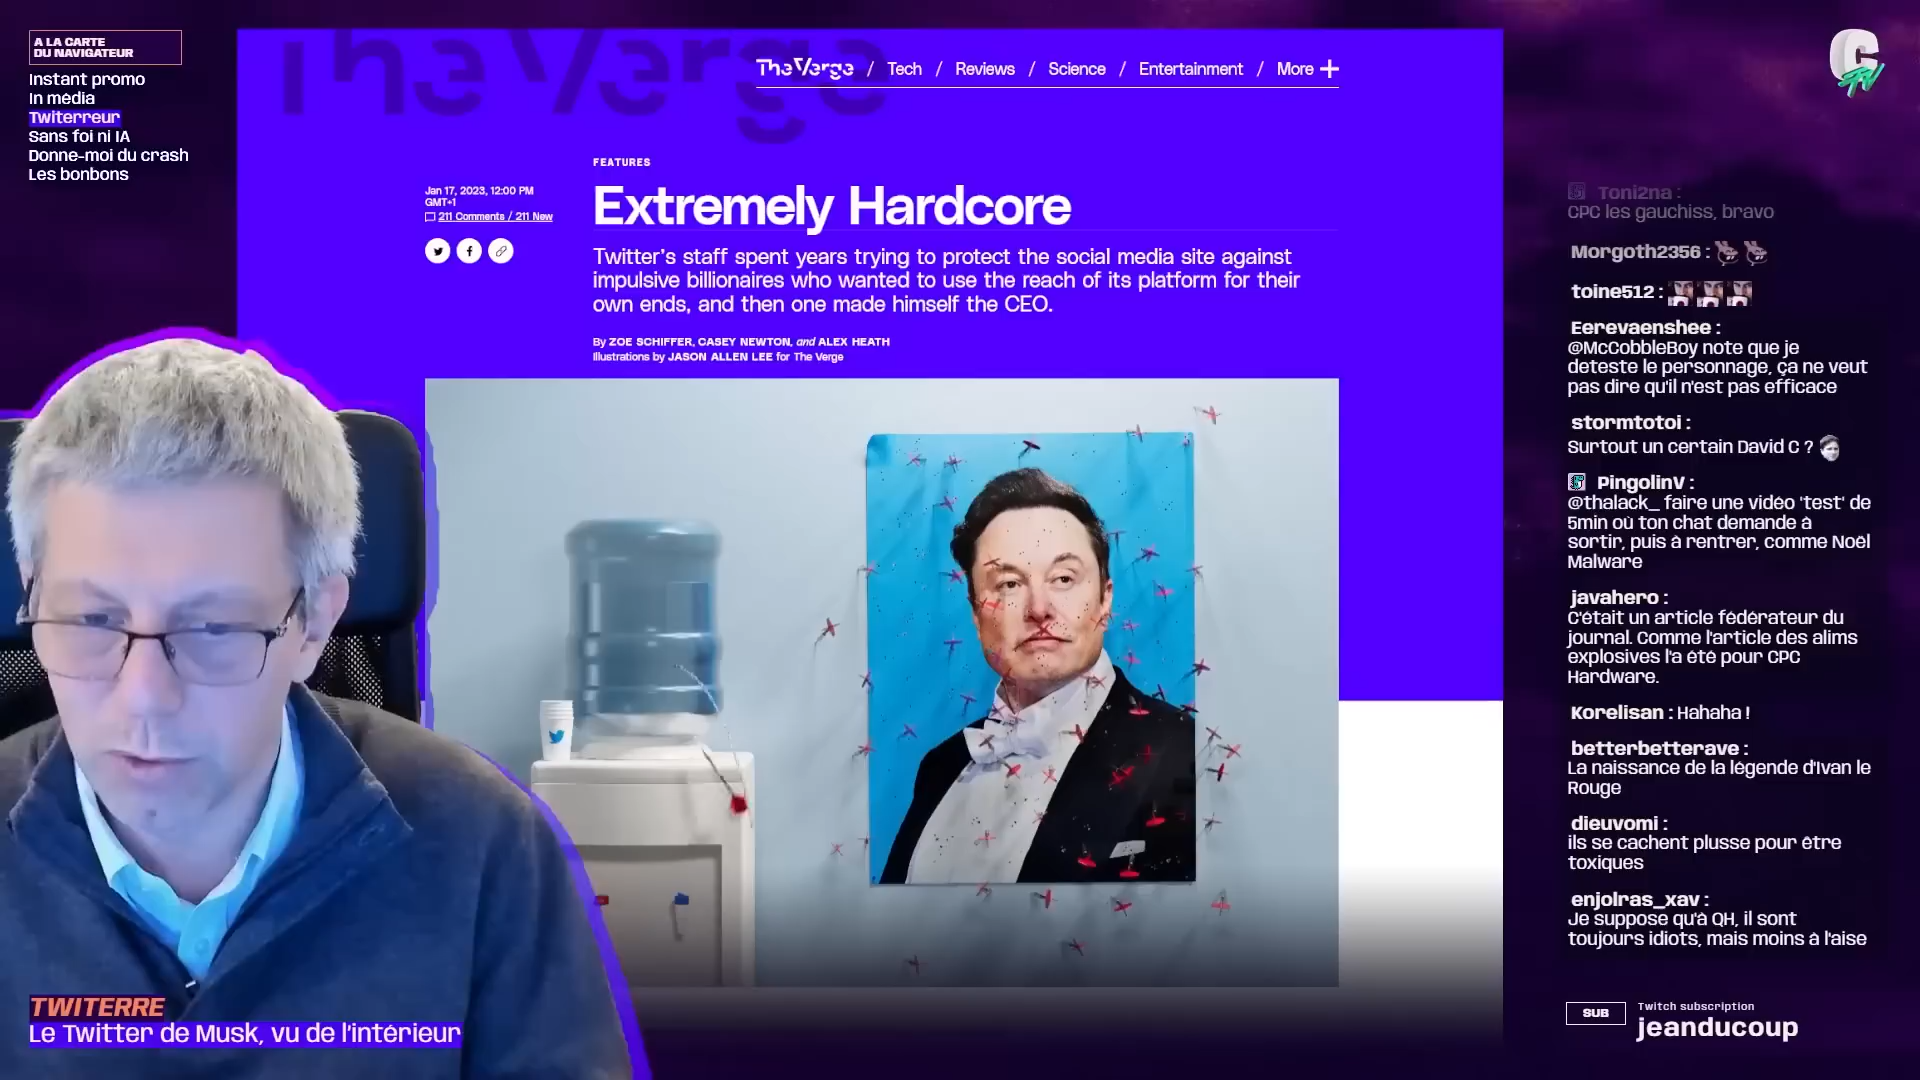 A LA CARTE
DU NAVIGATEUR
Instant promo
In média
Twiterreur
Sans foi ni IA
Donne-moi du crash
Les bonbons
The Verge
TheVerge / Tech / Reviews / Science / Entertainment / More +
FEATURES
Jan 17, 2023, 12:00 PM
GMT+1
211 Comments / 211 New
Extremely Hardcore
Twitter's staff spent years trying to protect the social media site against
impulsive billionaires who wanted to use the reach of its platform for their
own ends, and then one made himself the CEO.
By ZOE SCHIFFER, CASEY NEWTON, and ALEX HEATH
Illustrations by JASON ALLEN LEE for The Verge
TWITERRE
Le Twitter de Musk, vu de l'intérieur
Toni2na :
CPC les gauchiss, bravo
Morgoth2356 :
toine512 :
Eerevaenshee :
@McCobbleBoy note que je
deteste le personnage, ça ne veut
pas dire qu'il n'est pas efficace
stormtotoi :
Surtout un certain David C ?
PingolinV :
@thalack_ faire une vidéo 'test' de
5min où ton chat demande à
sortir, puis à rentrer, comme Noël
Malware
javahero :
C'était un article fédérateur du
journal. Comme l'article des alims
explosives l'a été pour CPC
Hardware.
Korelisan : Hahaha !
betterbetterave :
La naissance de la légende d'Ivan le
Rouge
dieuvomi :
ils se cachent plusse pour être
toxiques
enjolras_xav :
Je suppose qu'à QH, il sont
toujours idiots, mais moins à l'aise
SUB
Twitch subscription
jeanducoup